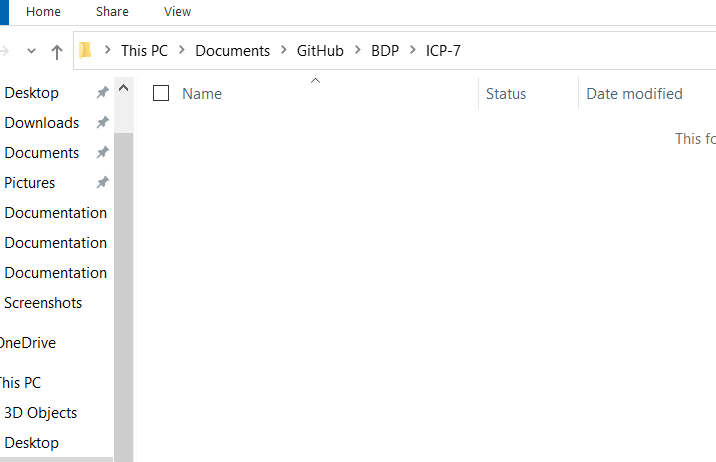 Home Share View
This PC Documents GitHub BDP ICP-7
Name Status Date modified
This
Desktop
Downloads
Documents
Pictures
Documentation
Documentation
Documentation
Screenshots
OneDrive
This PC
3D Objects
Desktop